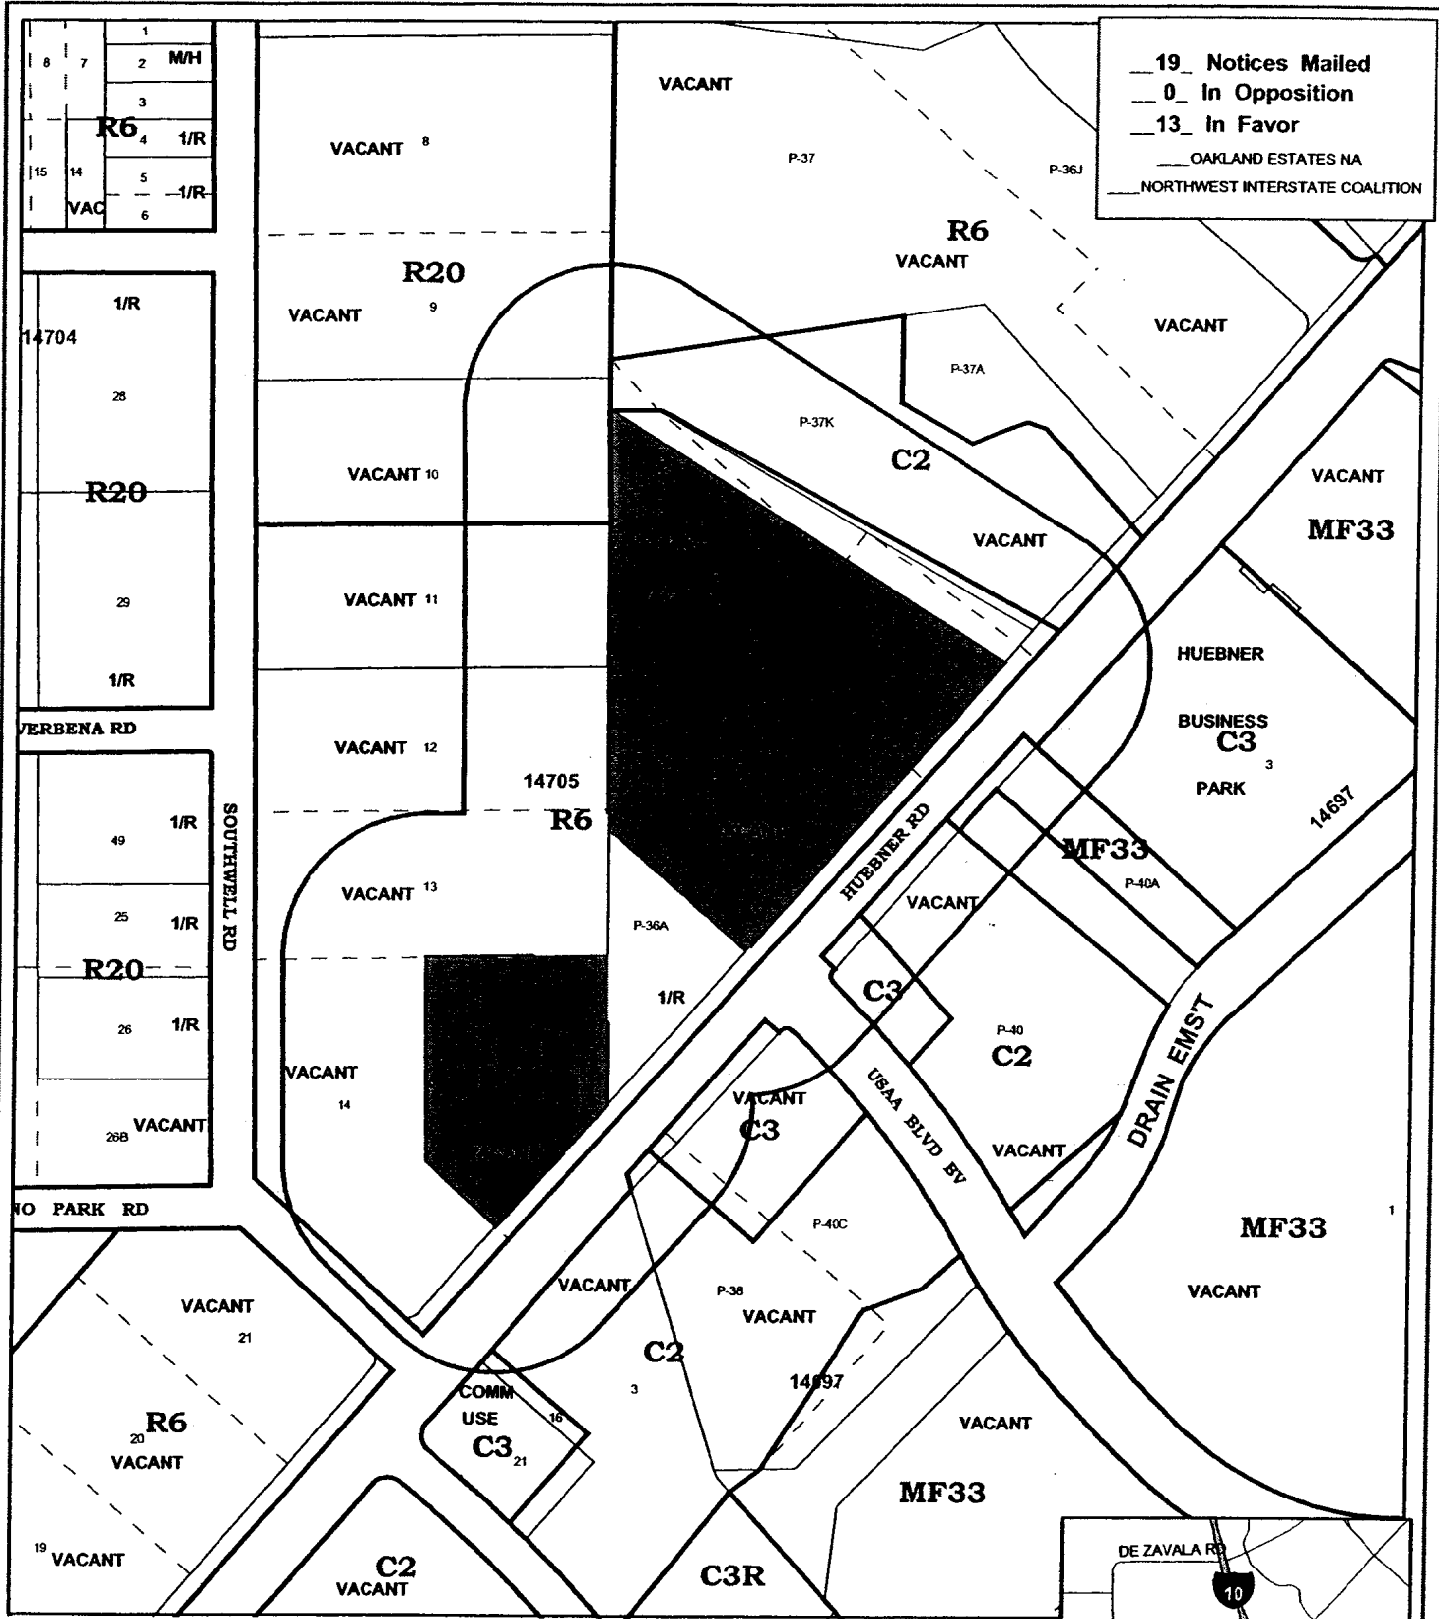 __19_ Notices Mailed
__0_ In Opposition
__13_ In Favor
___OAKLAND ESTATES NA
___NORTHWEST INTERSTATE COALITION
1
8 7 2 M/H
3
R6 4 1/R
15 14 5 1/R
VAC 6
VACANT 8
VACANT
P-37
P-36J
R6
VACANT
R20
VACANT 9
VACANT
1/R
14704
28
R20
29
1/R
P-37A
P-37K
C2
VACANT
VACANT 10
VACANT
MF33
VACANT 11
HUEBNER
BUSINESS
C3
3
PARK
14697
VERBENA RD
VACANT 12
14705
R6
SOUTHWELL RD
1/R
49
25 1/R
R20
26 1/R
26B VACANT
VACANT 13
HUEBNER RD
MF33
P-40A
VACANT
P-36A
1/R
C3
P-40
C2
DRAIN EMS'T
VACANT
14
VACANT
C3
USAA BLVD BV
VACANT
NO PARK RD
P-40C
MF33
1
VACANT
VACANT
21
VACANT
P-38
VACANT
C2
3
14697
COMM
USE 16
C3 21
R6
20
VACANT
VACANT
MF33
19 VACANT
C2
VACANT
C3R
DE ZAVALA RD
10